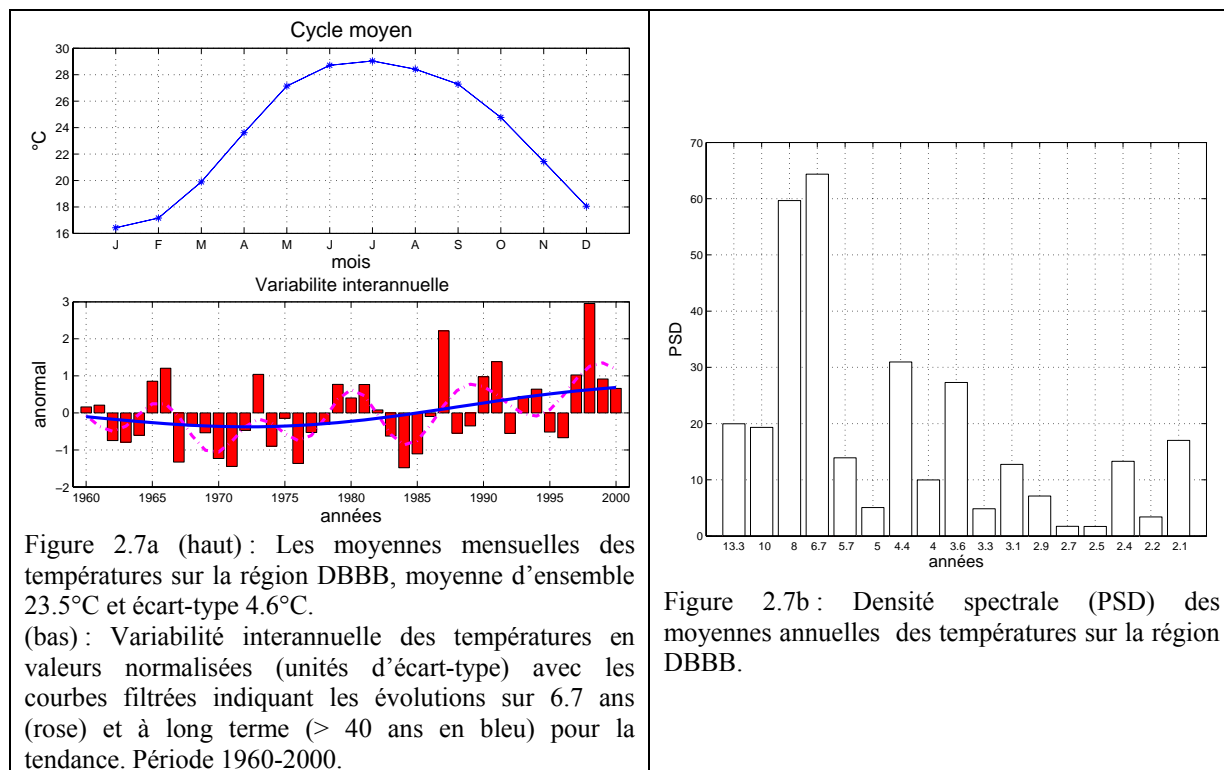 Cycle moyen
30
28
26
24
22
20
18
16
°C
J F M A M J J A S O N D
mois
Variabilite interannuelle
3
2
1
0
−1
−2
anormal
1960 1965 1970 1975 1980 1985 1990 1995 2000
années
Figure 2.7a (haut) : Les moyennes mensuelles des
températures sur la région DBBB, moyenne d’ensemble
23.5°C et écart-type 4.6°C.
(bas) : Variabilité interannuelle des températures en
valeurs normalisées (unités d’écart-type) avec les
courbes filtrées indiquant les évolutions sur 6.7 ans
(rose) et à long terme (> 40 ans en bleu) pour la
tendance. Période 1960-2000.
70
60
50
40
30
20
10
0
PSD
13.3 10 8 6.7 5.7 5 4.4 4 3.6 3.3 3.1 2.9 2.7 2.5 2.4 2.2 2.1
années
Figure 2.7b : Densité spectrale (PSD) des
moyennes annuelles des températures sur la région
DBBB.